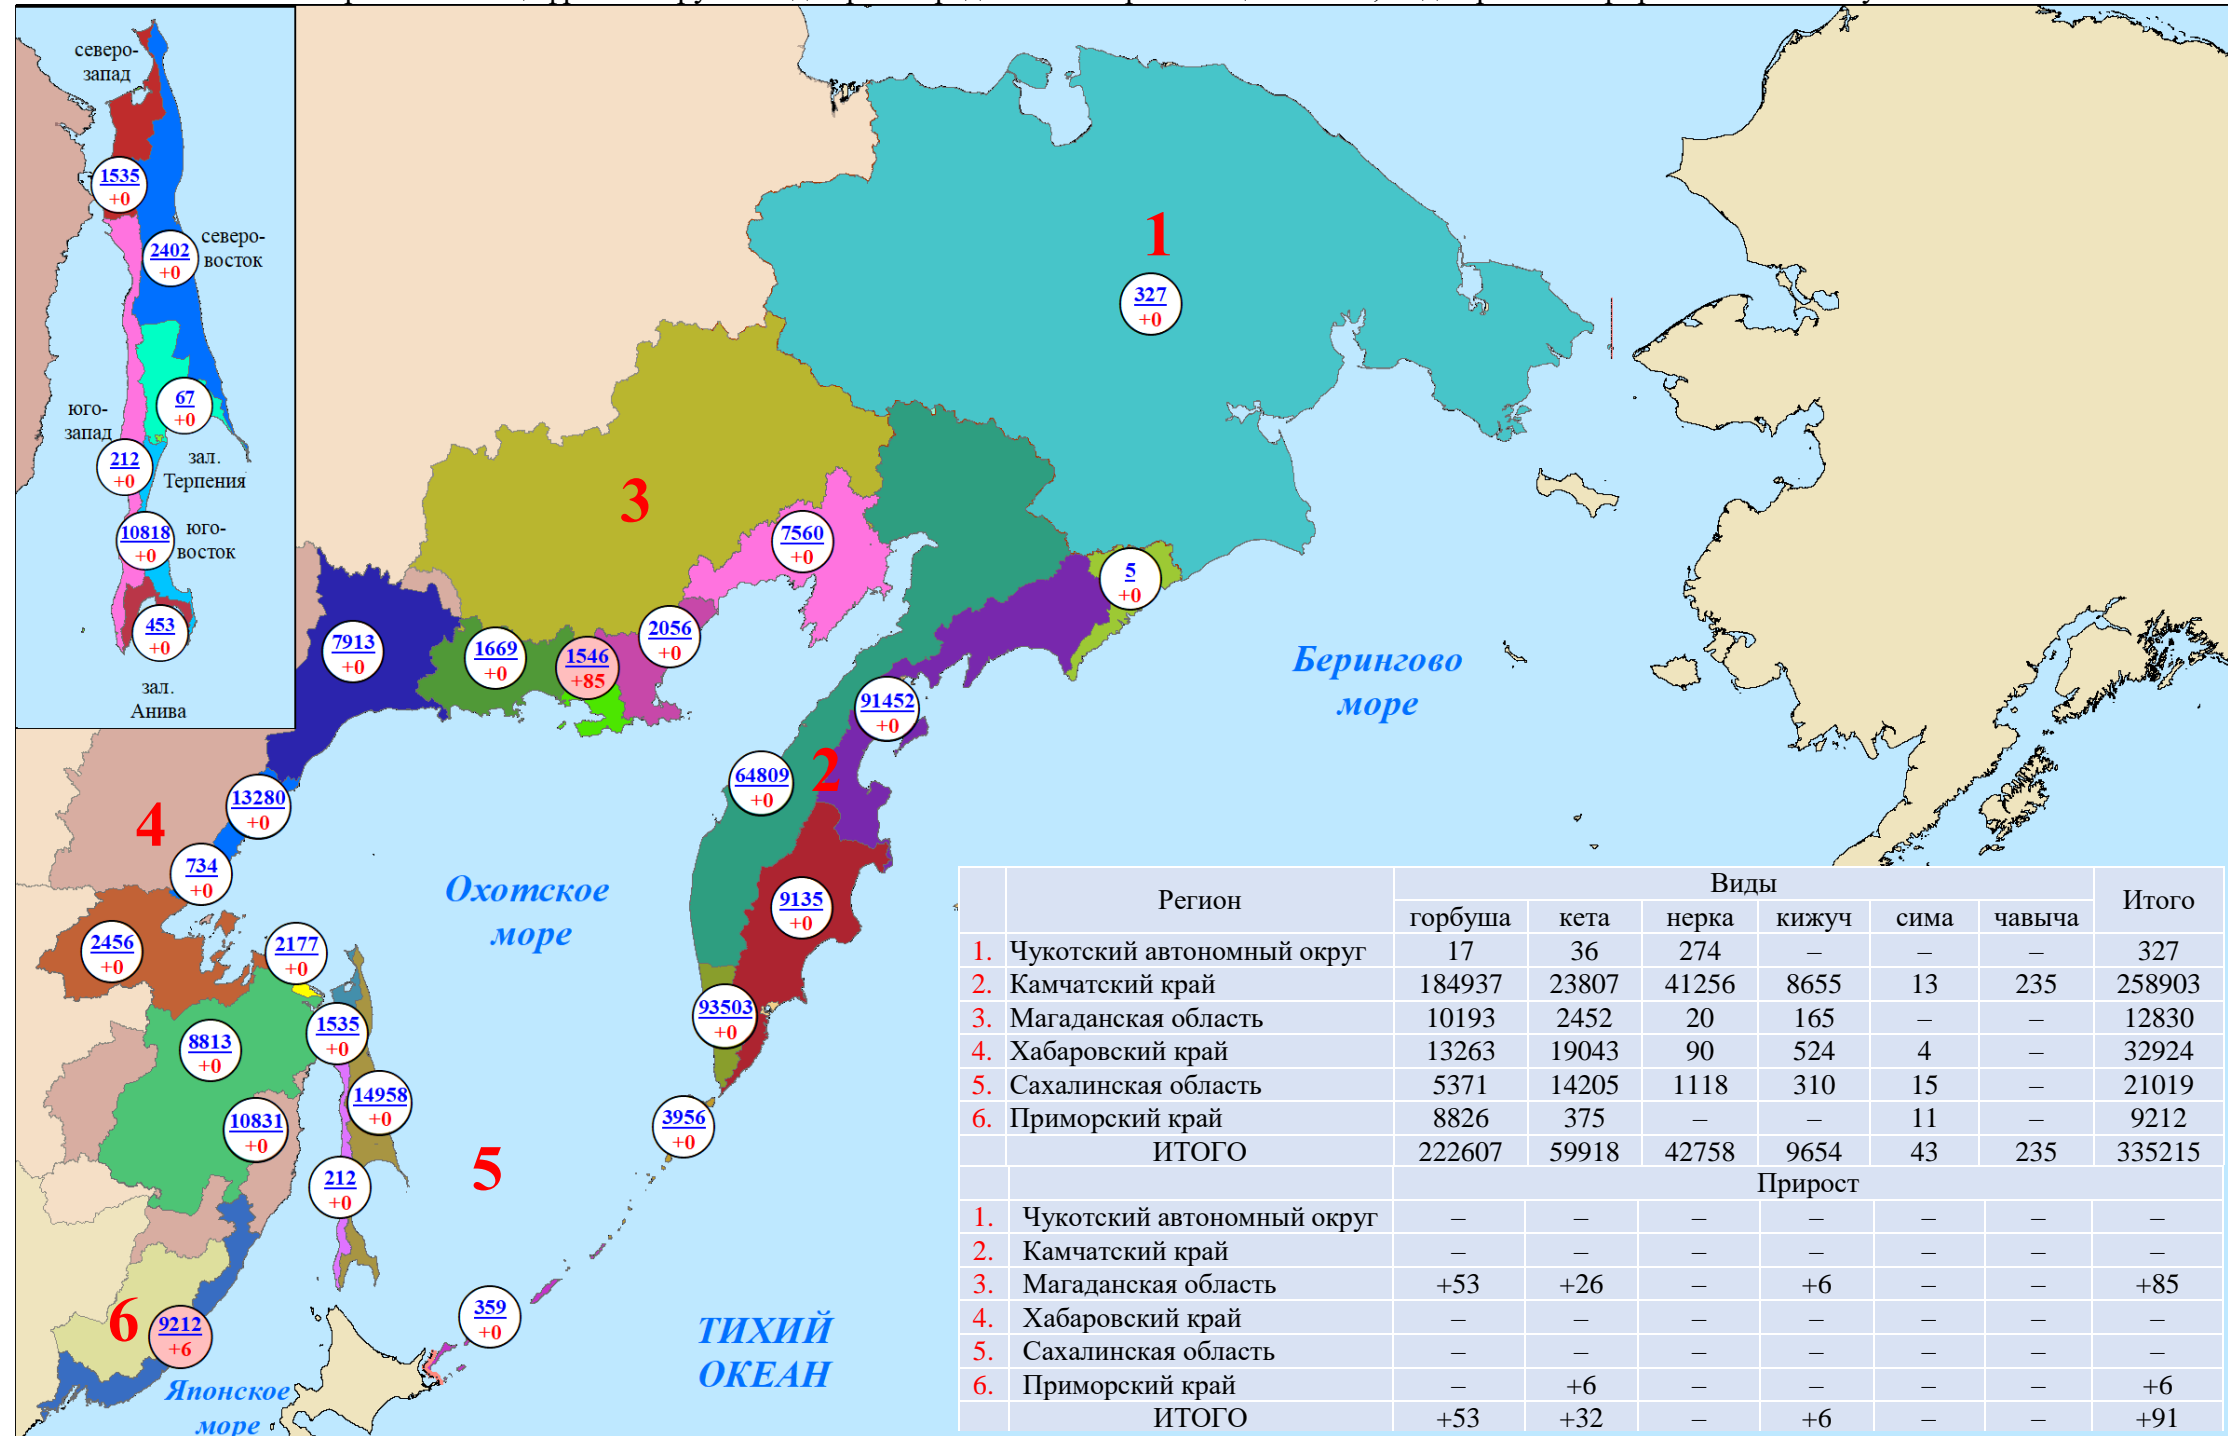 северо-
запад
1535
+0
северо-
восток
2402
+0
67
+0
юго-
запад
212
+0
зал.
Терпения
10818
+0
юго-
восток
453
+0
зал.
Анива
1
327
+0
3
7560
+0
5
+0
7913
+0
1669
+0
1546
+85
2056
+0
Берингово
море
91452
+0
64809
+0
2
13280
+0
4
734
+0
9135
+0
Охотское
море
2456
+0
2177
+0
93503
+0
1535
+0
8813
+0
14958
+0
10831
+0
3956
+0
212
+0
5
6
9212
+6
359
+0
ТИХИЙ
ОКЕАН
Японское
море
Регион Виды Итого
горбуша кета нерка кижуч сима чавыча
1. Чукотский автономный округ 17 36 274 – – – 327
2. Камчатский край 184937 23807 41256 8655 13 235 258903
3. Магаданская область 10193 2452 20 165 – – 12830
4. Хабаровский край 13263 19043 90 524 4 – 32924
5. Сахалинская область 5371 14205 1118 310 15 – 21019
6. Приморский край 8826 375 – – 11 – 9212
ИТОГО 222607 59918 42758 9654 43 235 335215
Прирост
1. Чукотский автономный округ – – – – – – –
2. Камчатский край – – – – – – –
3. Магаданская область +53 +26 – +6 – – +85
4. Хабаровский край – – – – – – –
5. Сахалинская область – – – – – – –
6. Приморский край – +6 – – – – +6
ИТОГО +53 +32 – +6 – – +91